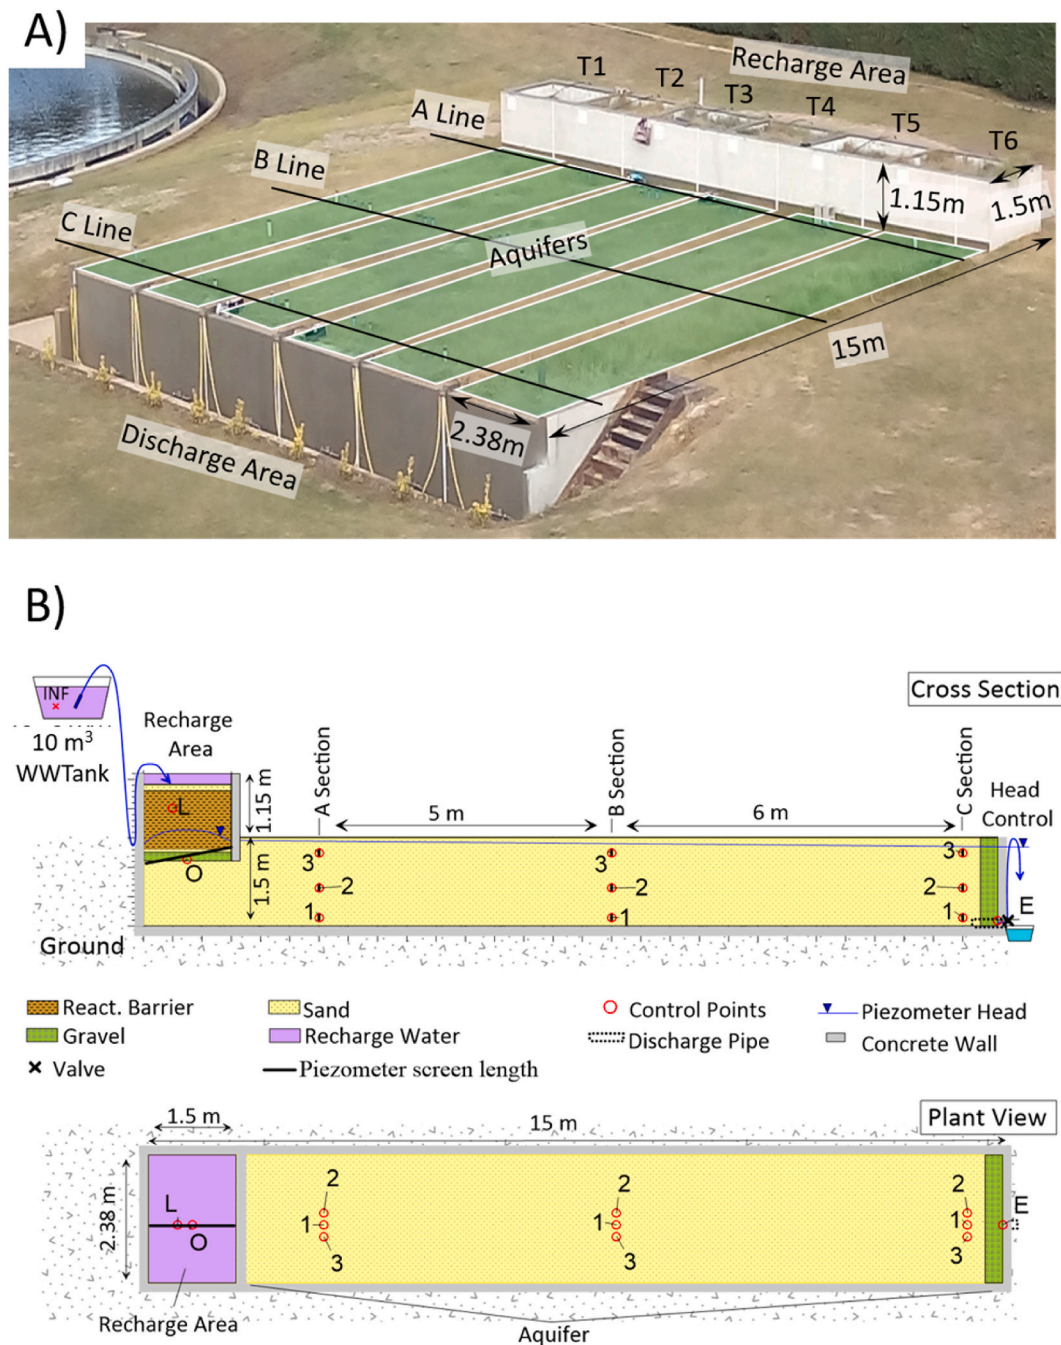 A)
Recharge Area
T1
T2
T3
T4
T5
T6
A Line
B Line
C Line
1.15m
1.5m
Aquifers
15m
2.38m
Discharge Area
B)
Cross Section
INF
10 m³
WWTank
Recharge
Area
L
O
1.15 m
1.5 m
A Section
B Section
C Section
5 m
6 m
Head
Control
3
2
1
3
2
1
3
2
1
E
Ground
React. Barrier
Sand
Control Points
Piezometer Head
Gravel
Recharge Water
Discharge Pipe
Concrete Wall
Valve
Piezometer screen length
1.5 m
15 m
Plant View
2.38 m
L
O
2
1
3
2
1
3
2
1
3
E
Recharge Area
Aquifer